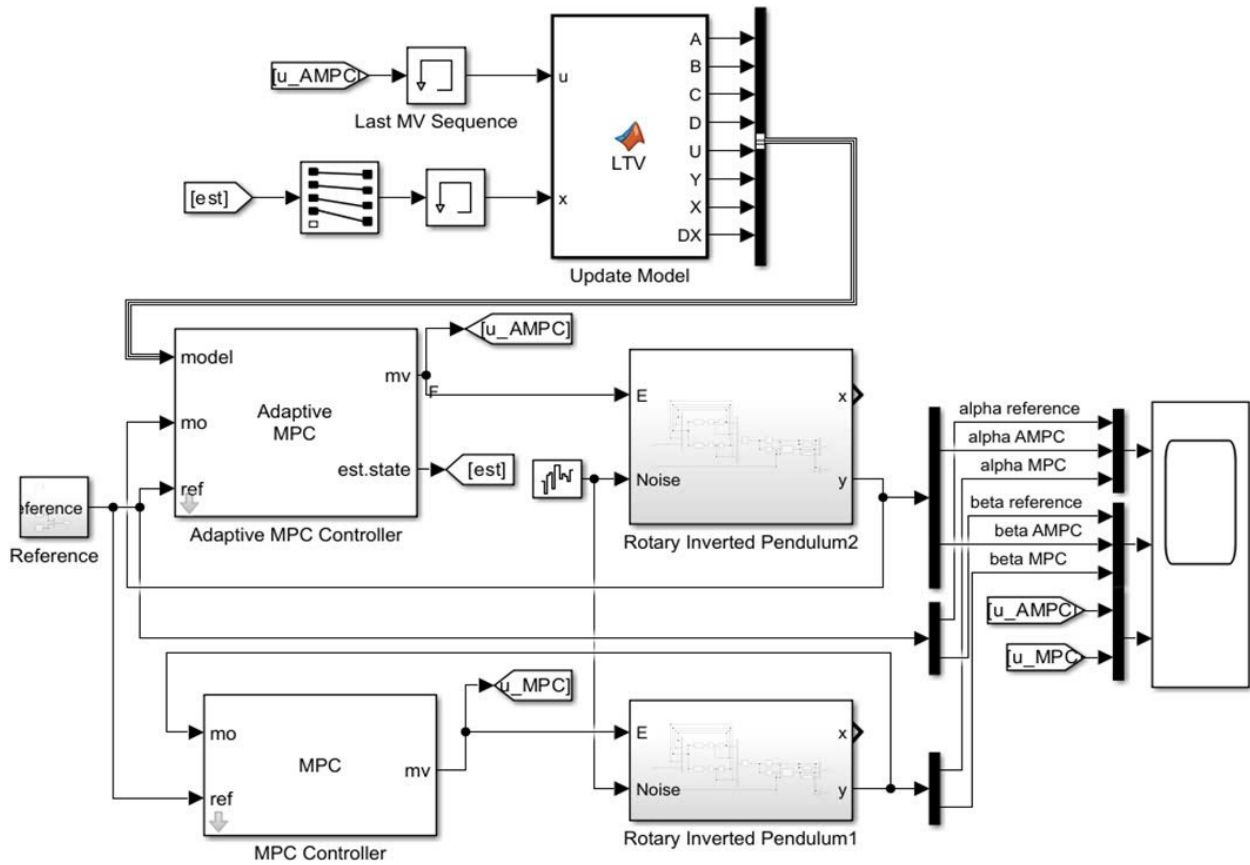 A
[u_AMPC]
B
u
C
Last MV Sequence
D
LTV
U
Y
[est]
x
X
DX
Update Model
[u_AMPC]
model
mv
E
x
Adaptive
MPC
alpha reference
mo
alpha AMPC
est.state
[est]
alpha MPC
ref
Noise
y
eference
beta reference
Reference
Adaptive MPC Controller
Rotary Inverted Pendulum2
beta AMPC
beta MPC
[u_AMPC]
[u_MPC]
u_MPC]
mo
E
x
MPC
mv
ref
Noise
y
MPC Controller
Rotary Inverted Pendulum1